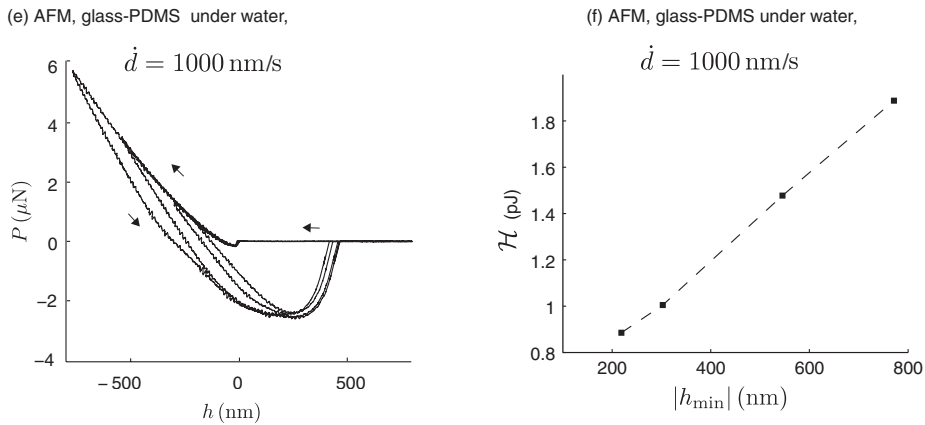 (e) AFM, glass-PDMS under water,
ḋ = 1000 nm/s
6
4
2
0
−2
−4
P (μN)
−500
0
500
h (nm)
(f) AFM, glass-PDMS under water,
ḋ = 1000 nm/s
1.8
1.6
1.4
1.2
1
0.8
ℋ (pJ)
200
400
600
800
|h_min| (nm)